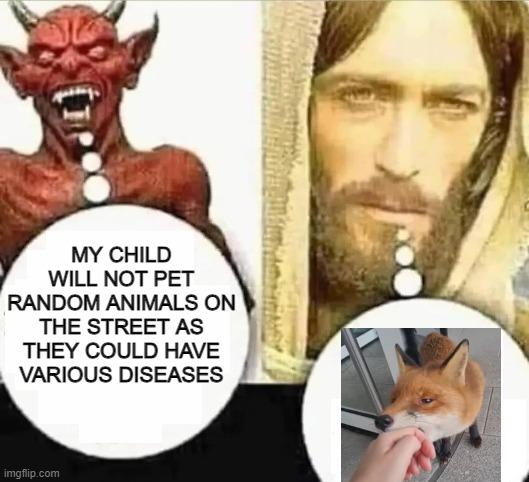 MY CHILD
WILL NOT PET
RANDOM ANIMALS ON
THE STREET AS
THEY COULD HAVE
VARIOUS DISEASES
imgflip.com